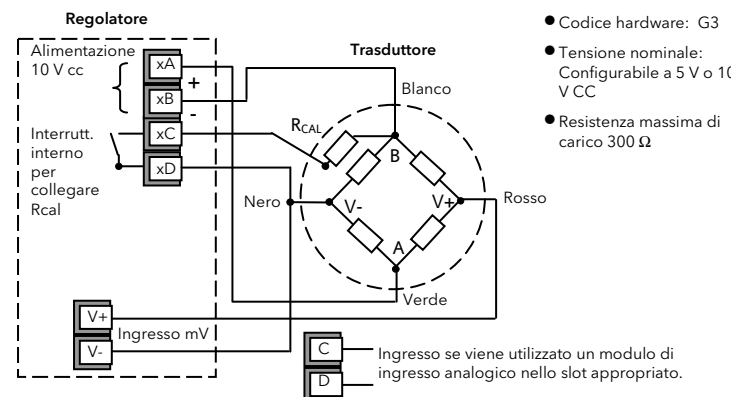 Regolatore
Alimentazione
10 V cc
xA
+
xB
-
xC
xD
Interrutt.
interno
per
collegare
Rcal
V+
Ingresso mV
V-
Trasduttore
Blanco
RCAL
B
Nero
V-
V+
Rosso
A
Verde
C
D
Ingresso se viene utilizzato un modulo di
ingresso analogico nello slot appropriato.
● Codice hardware: G3
● Tensione nominale:
Configurabile a 5 V o 10
V CC
● Resistenza massima di
carico 300 Ω